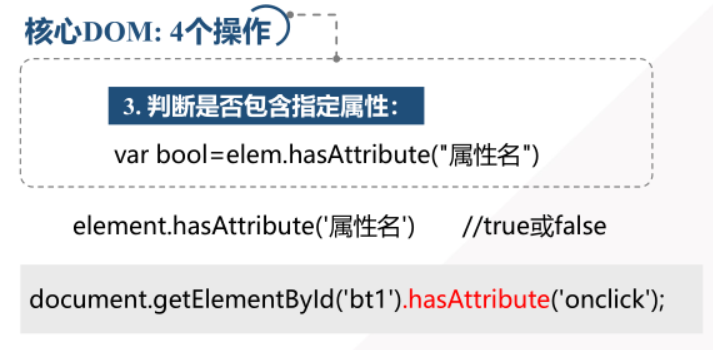 核心DOM: 4个操作
3. 判断是否包含指定属性：
var bool=elem.hasAttribute("属性名")
element.hasAttribute('属性名') //true或false
document.getElementById('bt1').hasAttribute('onclick');